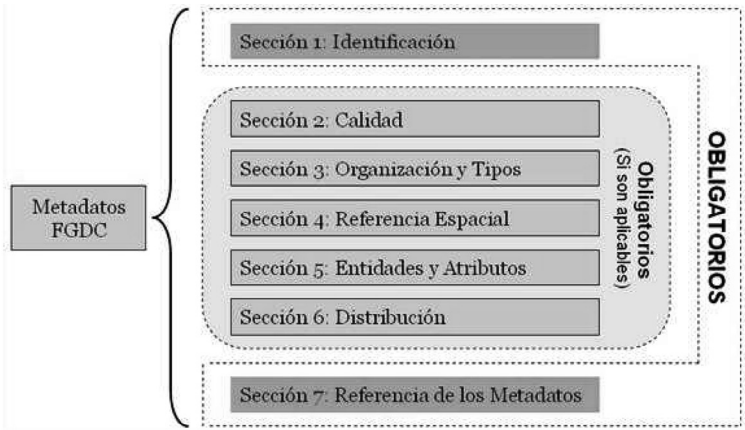 Metadatos
FGDC
Sección 1: Identificación
Sección 2: Calidad
Sección 3: Organización y Tipos
Sección 4: Referencia Espacial
Sección 5: Entidades y Atributos
Sección 6: Distribución
Sección 7: Referencia de los Metadatos
Obligatorios
(Si son aplicables)
OBLIGATORIOS